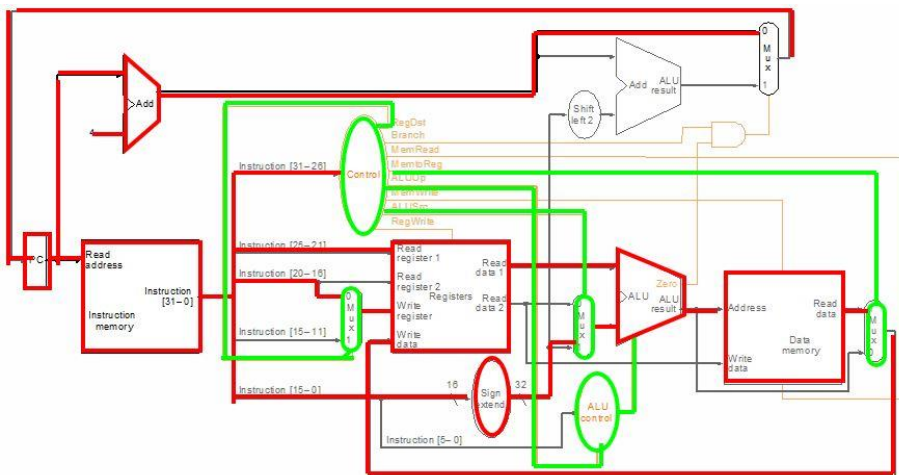 0
M
u
x
1
Add
4
Add
ALU
result
Shift
left 2
RegDst
Branch
MemRead
MemtoReg
ALUOp
MemWrite
ALUSrc
RegWrite
Control
Instruction [31–26]
PC
Read
address
Instruction
[31–0]
Instruction
memory
Instruction [25–21]
Instruction [20–16]
Instruction [15–11]
0
M
u
x
1
Read
register 1
Read
register 2
Write
register
Write
data
Registers
Read
data 1
Read
data 2
Mux
Zero
ALU
ALU
result
Address
Write
data
Read
data
Data
memory
Mux
0
Instruction [15–0]
16
Sign
extend
32
ALU
control
Instruction [5–0]